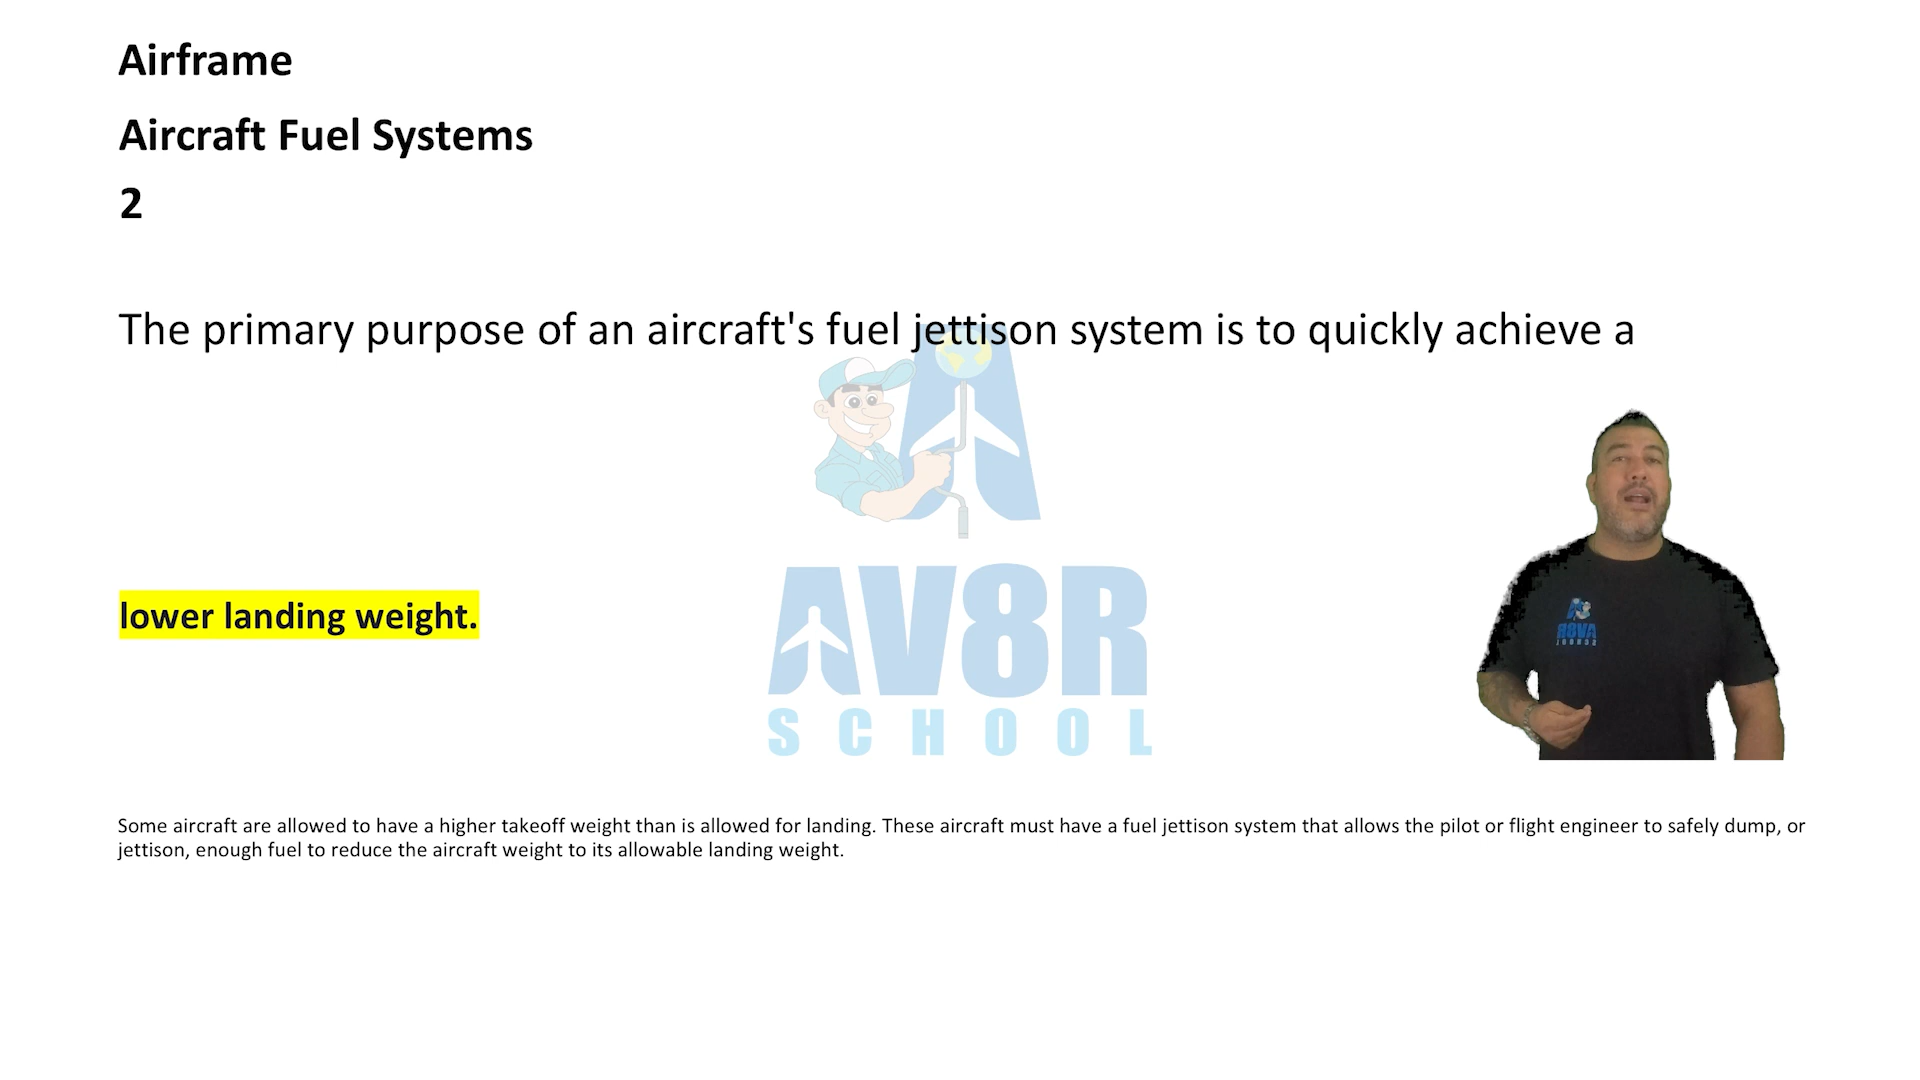 Airframe
Aircraft Fuel Systems
2
The primary purpose of an aircraft's fuel jettison system is to quickly achieve a
lower landing weight.
AV8R
SCHOOL
AV8R
SCHOOL
Some aircraft are allowed to have a higher takeoff weight than is allowed for landing. These aircraft must have a fuel jettison system that allows the pilot or flight engineer to safely dump, or
jettison, enough fuel to reduce the aircraft weight to its allowable landing weight.